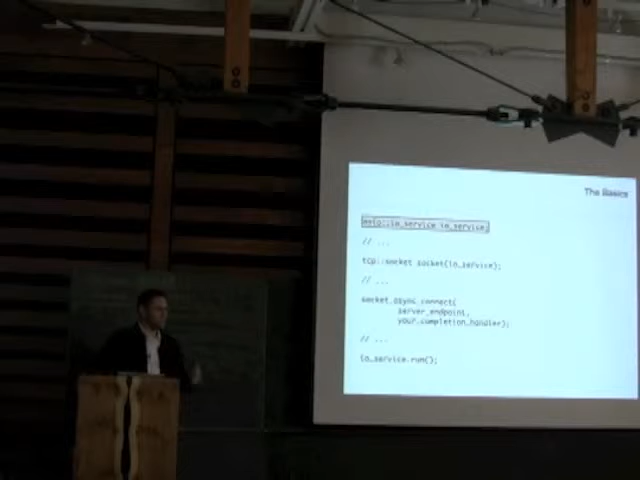 The Basics
asio::io_service io_service;
// ...
tcp::socket socket(io_service);
// ...
socket.async_connect(
server_endpoint,
your_completion_handler);
// ...
io_service.run();